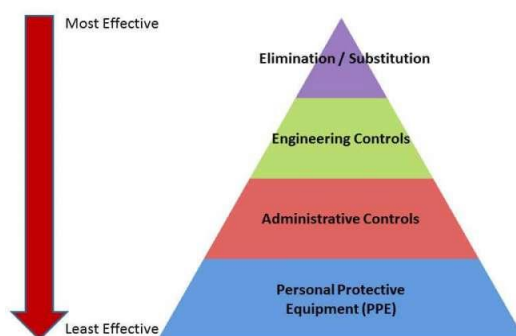 Most Effective
Elimination / Substitution
Engineering Controls
Administrative Controls
Personal Protective
Equipment (PPE)
Least Effective